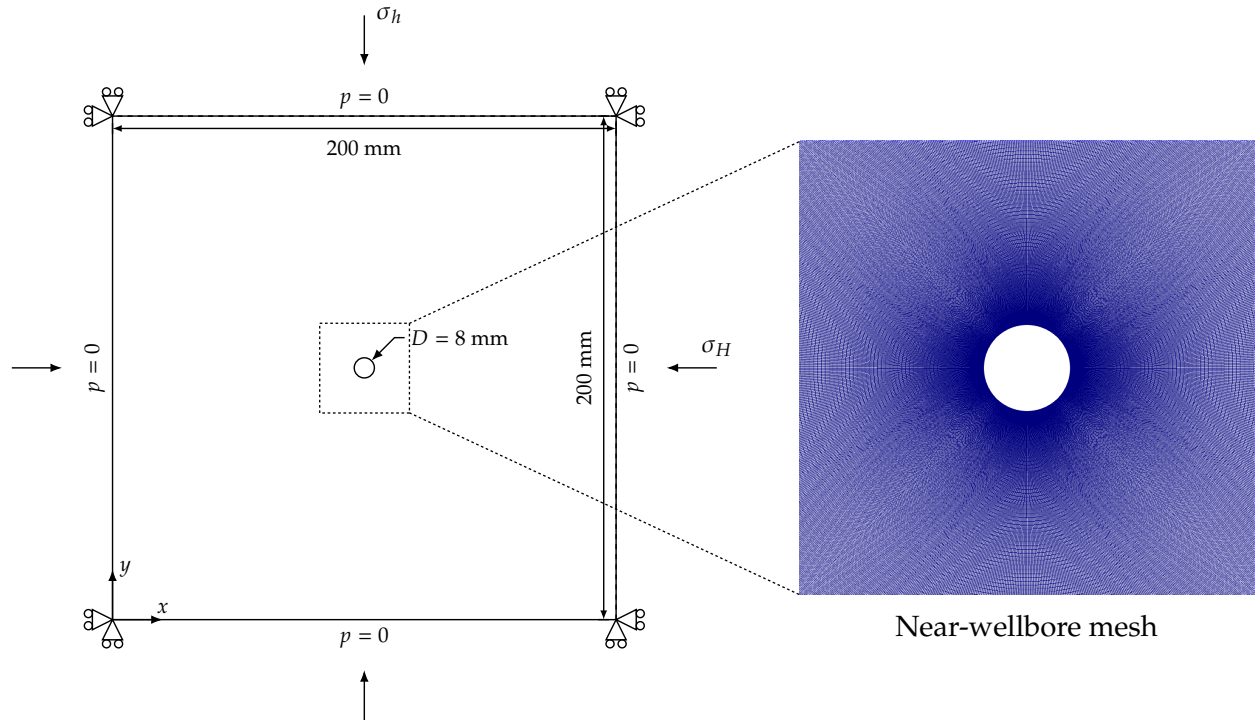 σ_h
p = 0
200 mm
D = 8 mm
200 mm
p = 0
p = 0
σ_H
y
x
p = 0
Near-wellbore mesh